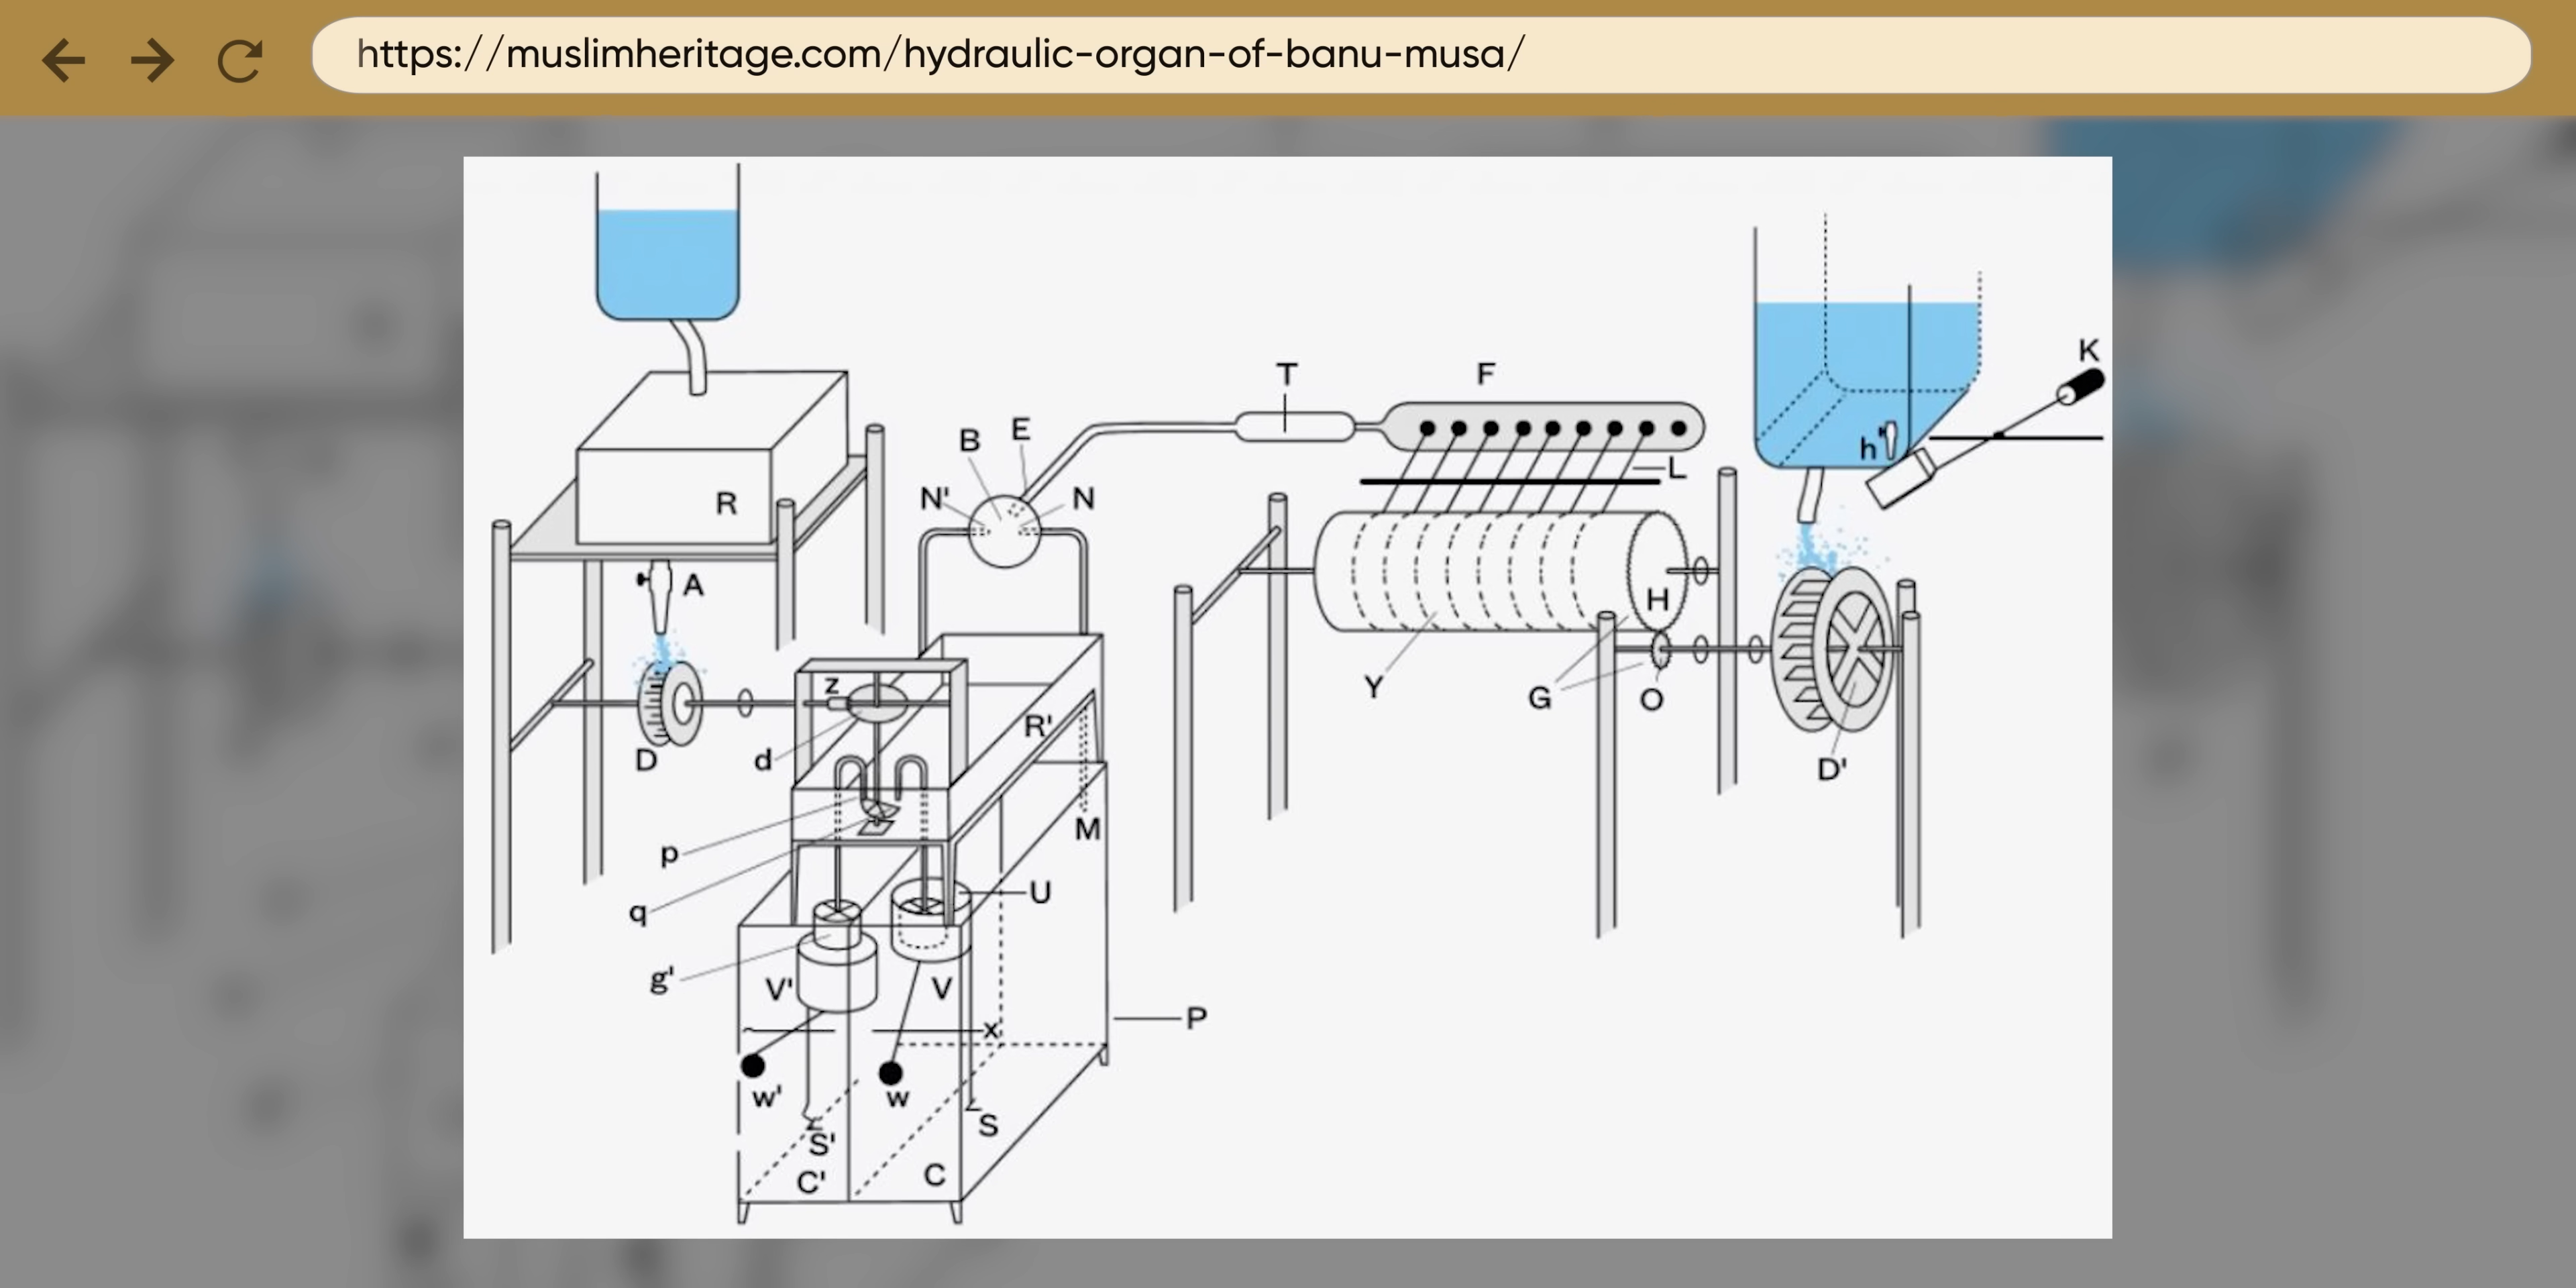 https://muslimheritage.com/hydraulic-organ-of-banu-musa/
K
T
F
E
B
h'
L
N'
N
R
A
H
z
Y
G
O
R'
D
d
D'
M
p
U
q
g'
V'
V
x
P
w'
w
S
S'
C'
C